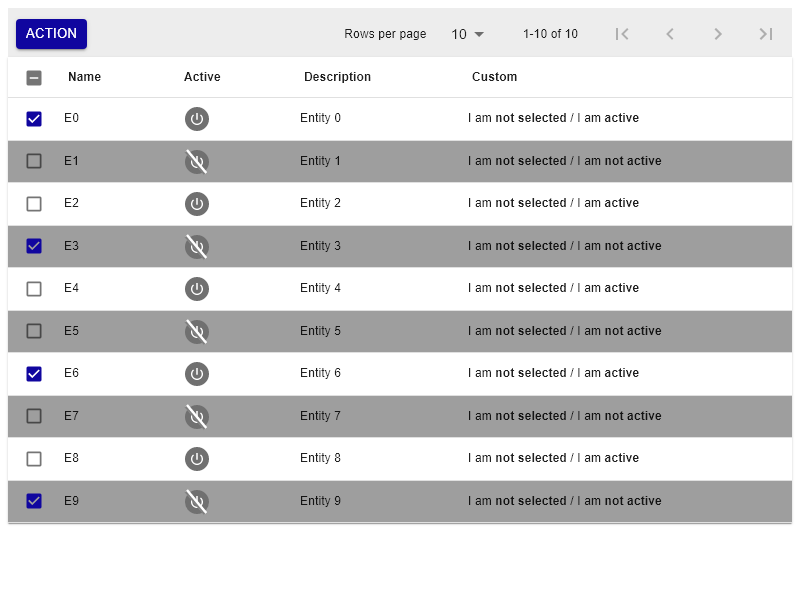 ACTION Rows per page 10 1-10 of 10
Name Active Description Custom
E0 Entity 0 I am not selected / I am active
E1 Entity 1 I am not selected / I am not active
E2 Entity 2 I am not selected / I am active
E3 Entity 3 I am not selected / I am not active
E4 Entity 4 I am not selected / I am active
E5 Entity 5 I am not selected / I am not active
E6 Entity 6 I am not selected / I am active
E7 Entity 7 I am not selected / I am not active
E8 Entity 8 I am not selected / I am active
E9 Entity 9 I am not selected / I am not active